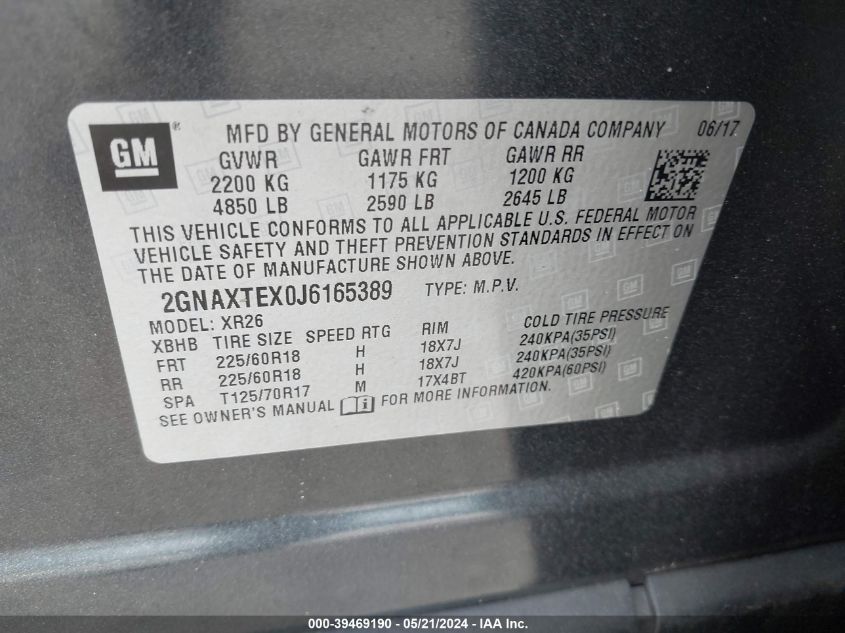 GM ® MFD BY GENERAL MOTORS OF CANADA COMPANY 06/17
GVWR GAWR FRT GAWR RR
2200 KG 1175 KG 1200 KG
4850 LB 2590 LB 2645 LB
THIS VEHICLE CONFORMS TO ALL APPLICABLE U.S. FEDERAL MOTOR
VEHICLE SAFETY AND THEFT PREVENTION STANDARDS IN EFFECT ON
THE DATE OF MANUFACTURE SHOWN ABOVE.
2GNAXTEX0J6165389 TYPE: M.P.V.
MODEL: XR26
XBHB TIRE SIZE SPEED RTG RIM COLD TIRE PRESSURE
FRT 225/60R18 H 18X7J 240KPA(35PSI)
RR 225/60R18 H 18X7J 240KPA(35PSI)
SPA T125/70R17 M 17X4BT 420KPA(60PSI)
SEE OWNER'S MANUAL i FOR MORE INFORMATION.
000-39469190 - 05/21/2024 - IAA Inc.